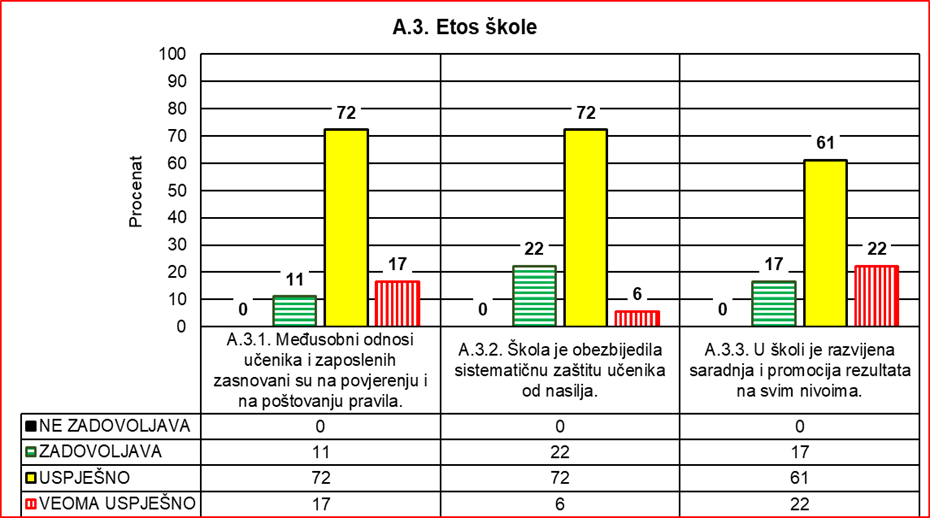 A.3. Etos škole
100
90
80
70
60
50
40
30
20
10
0
Procenat
0
11
72
17
0
22
72
6
0
17
61
22
A.3.1. Međusobni odnosi
učenika i zaposlenih
zasnovani su na povjerenju i
na poštovanju pravila.
A.3.2. Škola je obezbijedila
sistematičnu zaštitu učenika
od nasilja.
A.3.3. U školi je razvijena
saradnja i promocija rezultata
na svim nivoima.
NE ZADOVOLJAVA 0 0 0
ZADOVOLJAVA 11 22 17
USPJEŠNO 72 72 61
VEOMA USPJEŠNO 17 6 22